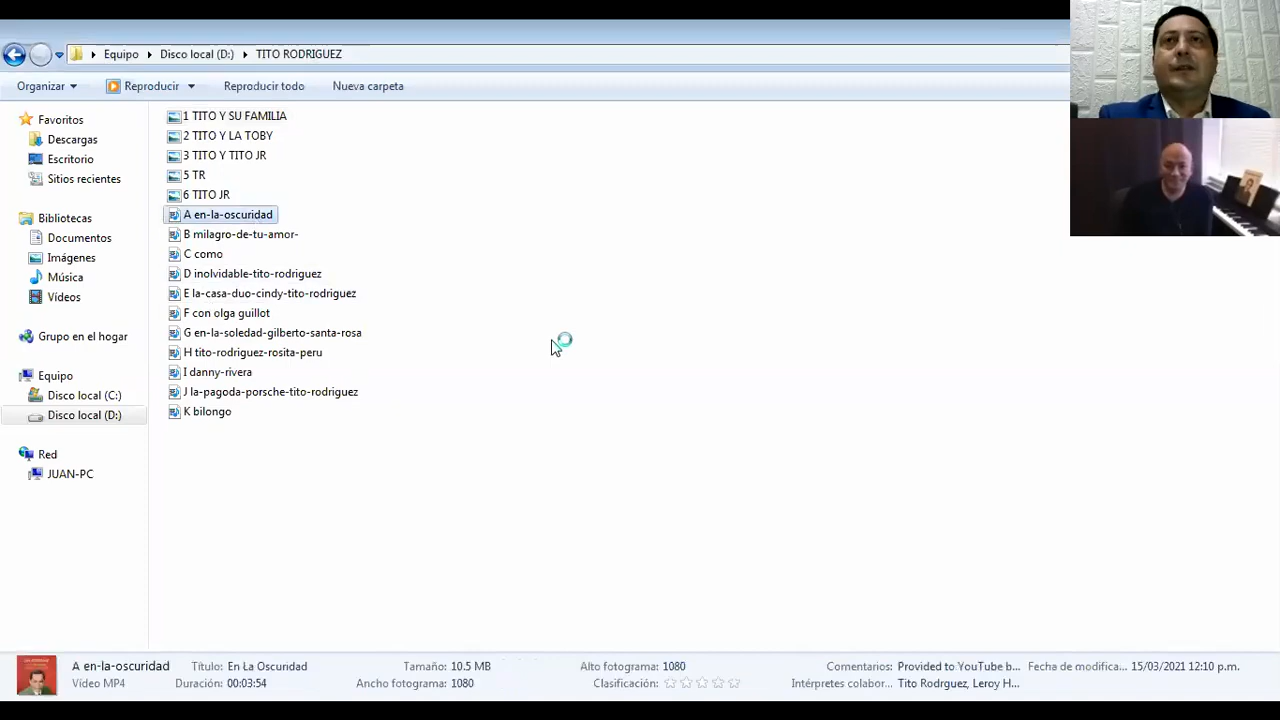 Equipo Disco local (D:) TITO RODRIGUEZ
Organizar Reproducir Reproducir todo Nueva carpeta
Favoritos
Descargas
Escritorio
Sitios recientes
Bibliotecas
Documentos
Imágenes
Música
Vídeos
Grupo en el hogar
Equipo
Disco local (C:)
Disco local (D:)
Red
JUAN-PC
1 TITO Y SU FAMILIA
2 TITO Y LA TOBY
3 TITO Y TITO JR
5 TR
6 TITO JR
A en-la-oscuridad
B milagro-de-tu-amor-
C como
D inolvidable-tito-rodriguez
E la-casa-duo-cindy-tito-rodriguez
F con olga guillot
G en-la-soledad-gilberto-santa-rosa
H tito-rodriguez-rosita-peru
I danny-rivera
J la-pagoda-porsche-tito-rodriguez
K bilongo
A en-la-oscuridad Título: En La Oscuridad Tamaño: 10.5 MB Alto fotograma: 1080 Comentarios: Provided to YouTube b... Fecha de modifica... 15/03/2021 12:10 p.m.
Vídeo MP4 Duración: 00:03:54 Ancho fotograma: 1080 Clasificación: Intérpretes colabor... Tito Rodrguez, Leroy H...